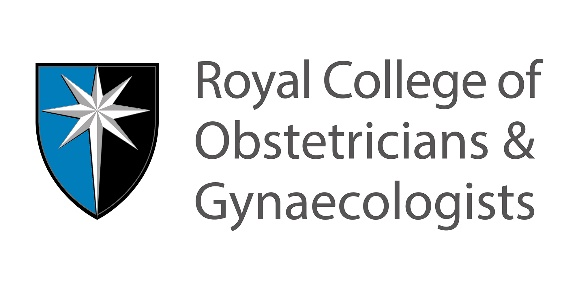 Royal College of
Obstetricians &
Gynaecologists